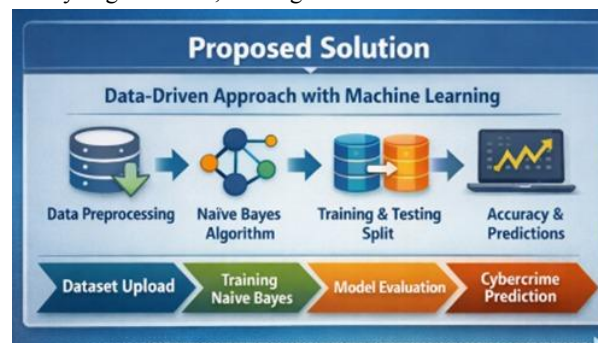 Proposed Solution
Data-Driven Approach with Machine Learning
Data Preprocessing
Naïve Bayes
Algorithm
Training & Testing
Split
Accuracy &
Predictions
Dataset Upload
Training
Naive Bayes
Model Evaluation
Cybercrime
Prediction